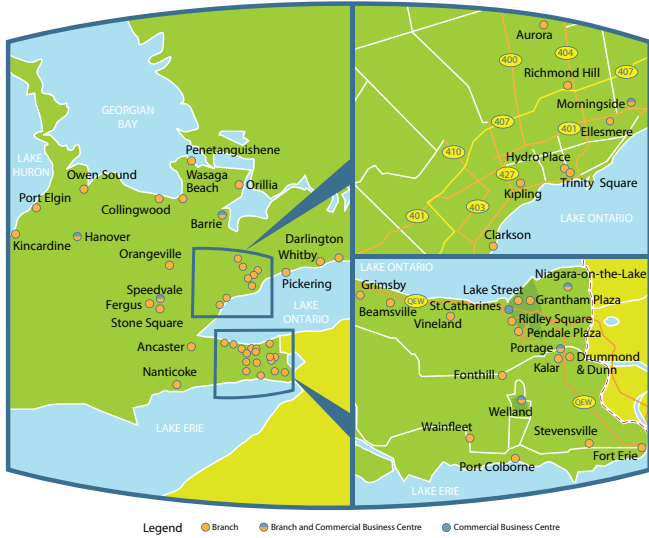 GEORGIAN
BAY
LAKE
HURON
Penetanguishene
Owen Sound
Wasaga
Beach
Orillia
Port Elgin
Collingwood
Barrie
Kincardine
Hanover
Orangeville
Darlington
Whitby
Pickering
Speedvale
Fergus
Stone Square
LAKE
ONTARIO
Ancaster
Nanticoke
LAKE ERIE
Aurora
400
404
Richmond Hill
407
Morningside
407
401
Ellesmere
410
Hydro Place
427
Trinity Square
Kipling
403
401
LAKE ONTARIO
Clarkson
LAKE ONTARIO
Niagara-on-the-Lake
Grimsby
Lake Street
QEW
Grantham Plaza
Beamsville
St.Catharines
Vineland
Ridley Square
Pendale Plaza
Portage
Drummond
& Dunn
Kalar
Fonthill
QEW
Welland
Wainfleet
Stevensville
Fort Erie
Port Colborne
LAKE ERIE
Legend
Branch
Branch and Commercial Business Centre
Commercial Business Centre